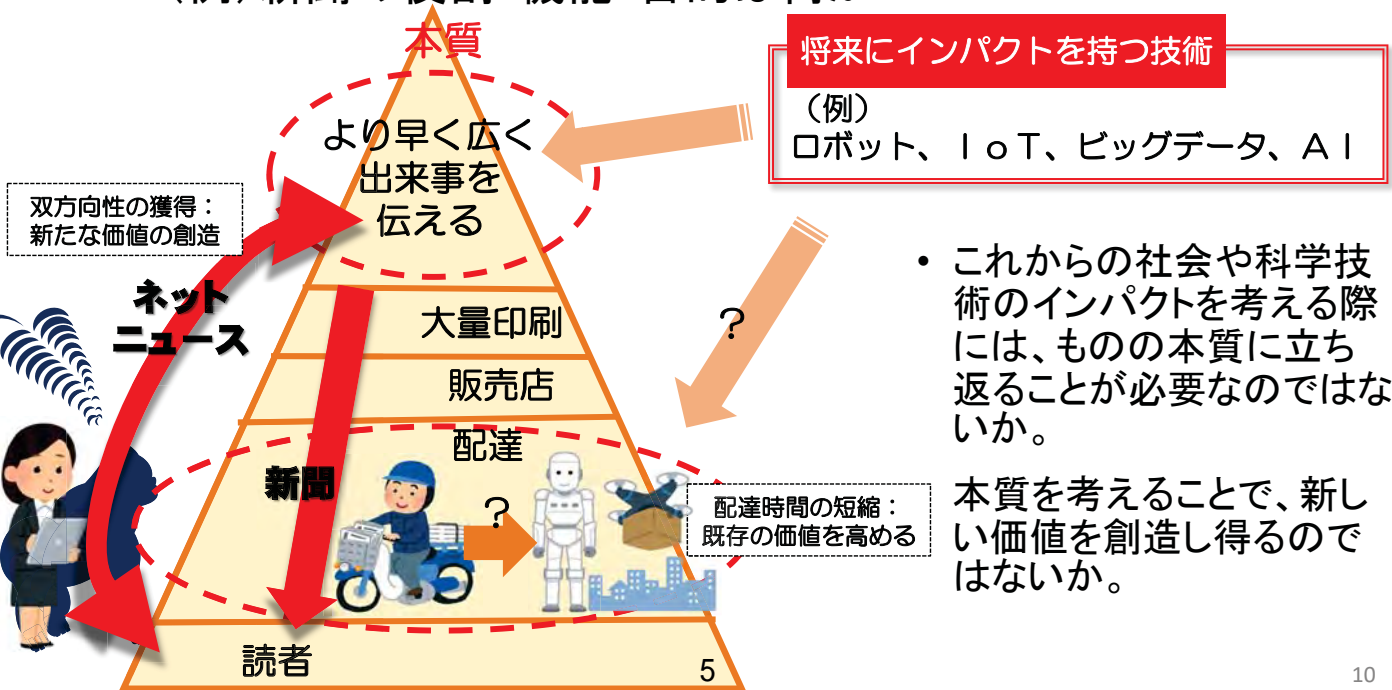 本質
より早く広く
出来事を
伝える
大量印刷
販売店
配達
読者
双方向性の獲得：
新たな価値の創造
ネット
ニュース
新聞
?
配達時間の短縮：
既存の価値を高める
将来にインパクトを持つ技術
（例）
ロボット、ＩｏＴ、ビッグデータ、ＡＩ
?
• これからの社会や科学技
術のインパクトを考える際
には、ものの本質に立ち
返ることが必要なのではな
いか。
本質を考えることで、新し
い価値を創造し得るので
はないか。
5
10